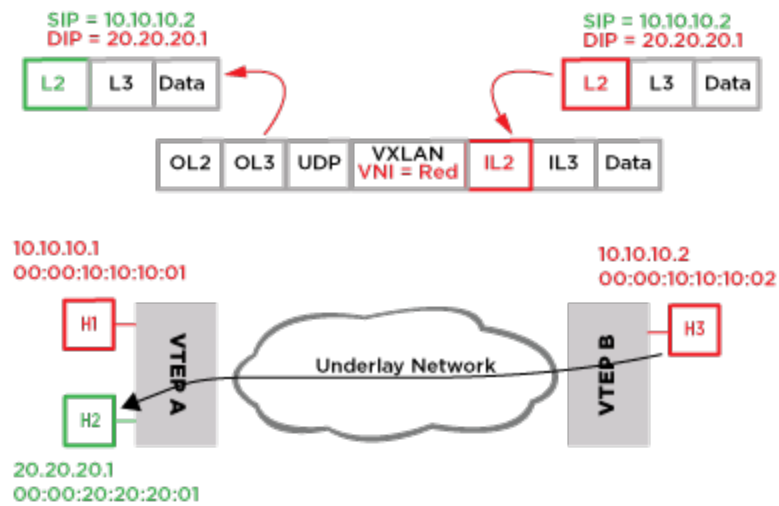 SIP = 10.10.10.2
DIP = 20.20.20.1
L2 L3 Data
SIP = 10.10.10.2
DIP = 20.20.20.1
L2 L3 Data
OL2 OL3 UDP VXLAN VNI = Red IL2 IL3 Data
10.10.10.1
00:00:10:10:10:01
10.10.10.2
00:00:10:10:10:02
H1
VTEP A
Underlay Network
VTEP B
H3
H2
20.20.20.1
00:00:20:20:20:01